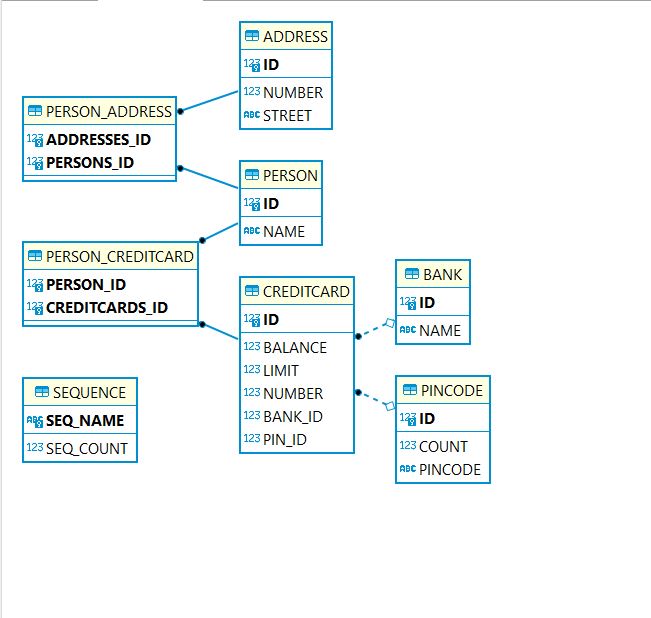 ADDRESS
123 ID
123 NUMBER
ABC STREET
PERSON_ADDRESS
123 ADDRESSES_ID
123 PERSONS_ID
PERSON
123 ID
ABC NAME
PERSON_CREDITCARD
123 PERSON_ID
123 CREDITCARDS_ID
CREDITCARD
123 ID
123 BALANCE
123 LIMIT
123 NUMBER
123 BANK_ID
123 PIN_ID
BANK
123 ID
ABC NAME
SEQUENCE
ABC SEQ_NAME
123 SEQ_COUNT
PINCODE
123 ID
123 COUNT
ABC PINCODE